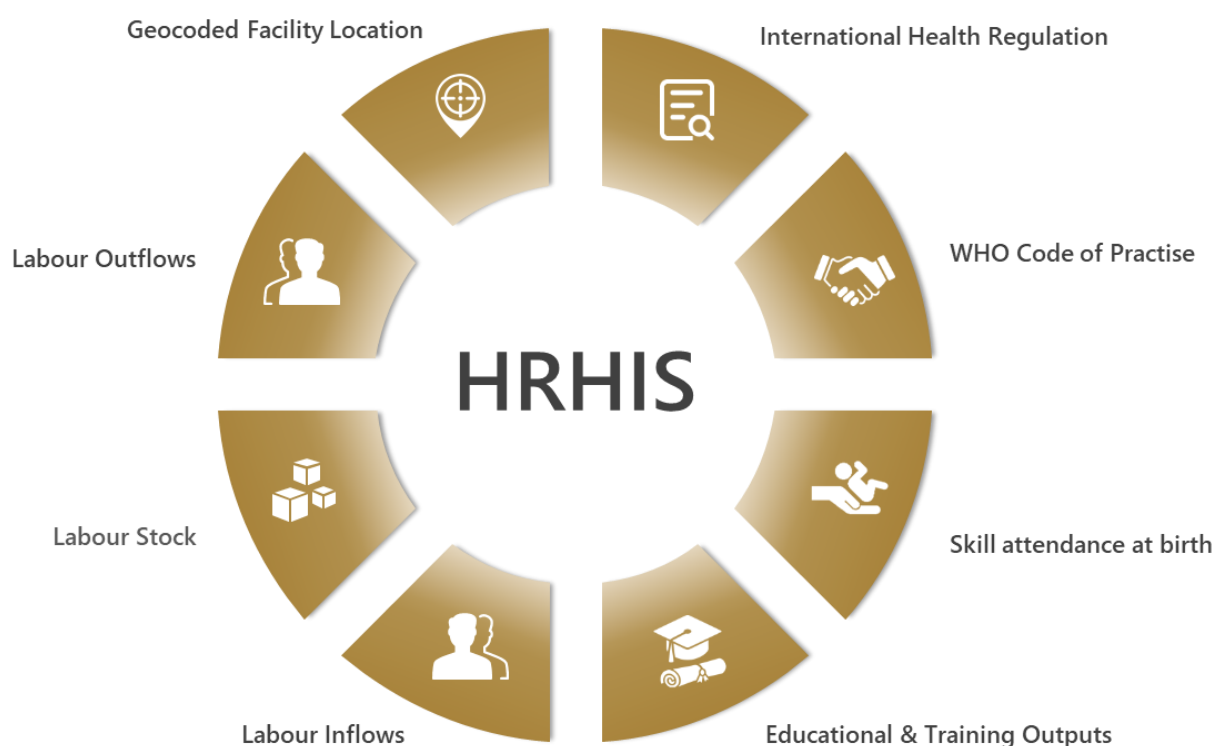 Geocoded Facility Location
International Health Regulation
Labour Outflows
WHO Code of Practise
HRHIS
Labour Stock
Skill attendance at birth
Labour Inflows
Educational & Training Outputs